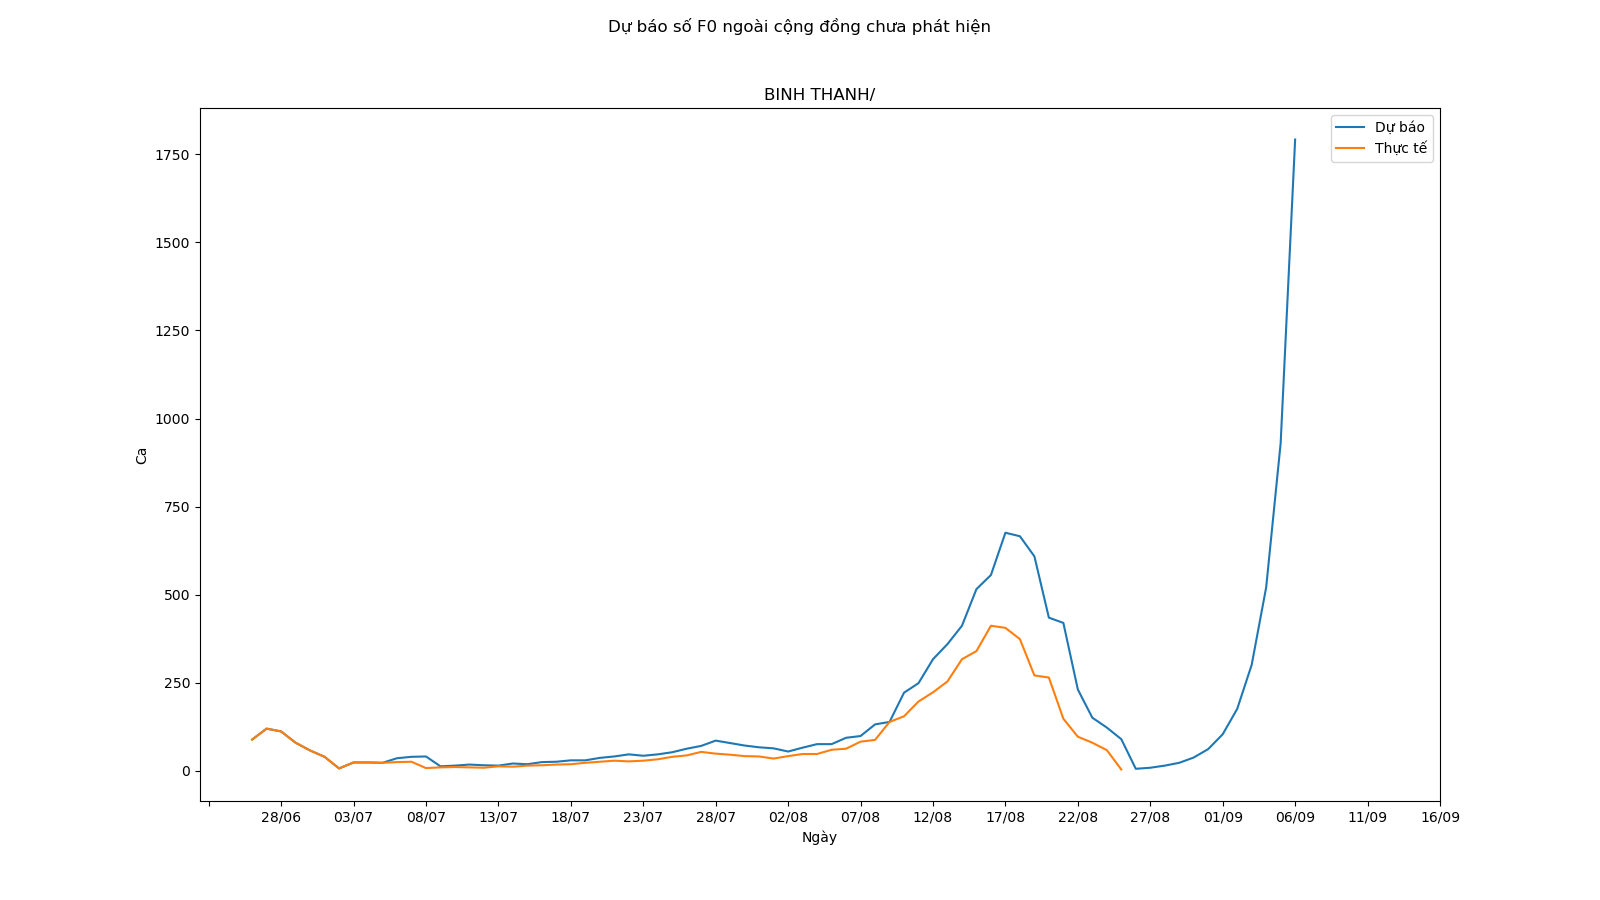 Dự báo số F0 ngoài cộng đồng chưa phát hiện
BINH THANH/
Dự báo
Thực tế
1750
1500
1250
1000
750
500
250
0
Ca
28/06 03/07 08/07 13/07 18/07 23/07 28/07 02/08 07/08 12/08 17/08 22/08 27/08 01/09 06/09 11/09 16/09
Ngày